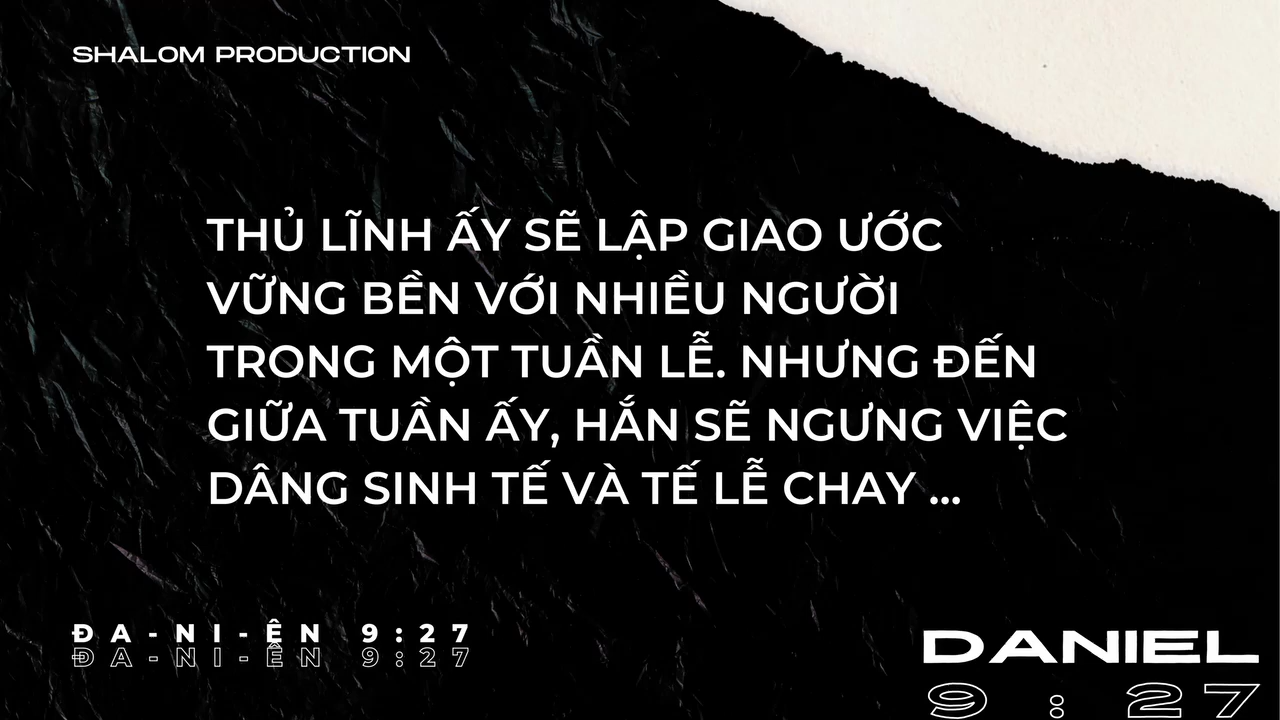 SHALOM PRODUCTION
THỦ LĨNH ẤY SẼ LẬP GIAO ƯỚC
VỮNG BỀN VỚI NHIỀU NGƯỜI
TRONG MỘT TUẦN LỄ. NHƯNG ĐẾN
GIỮA TUẦN ẤY, HẮN SẼ NGƯNG VIỆC
DÂNG SINH TẾ VÀ TẾ LỄ CHAY ...
ĐA-NI-ÊN 9:27
ĐA-NI-ÊN 9:27
DANIEL
9:27